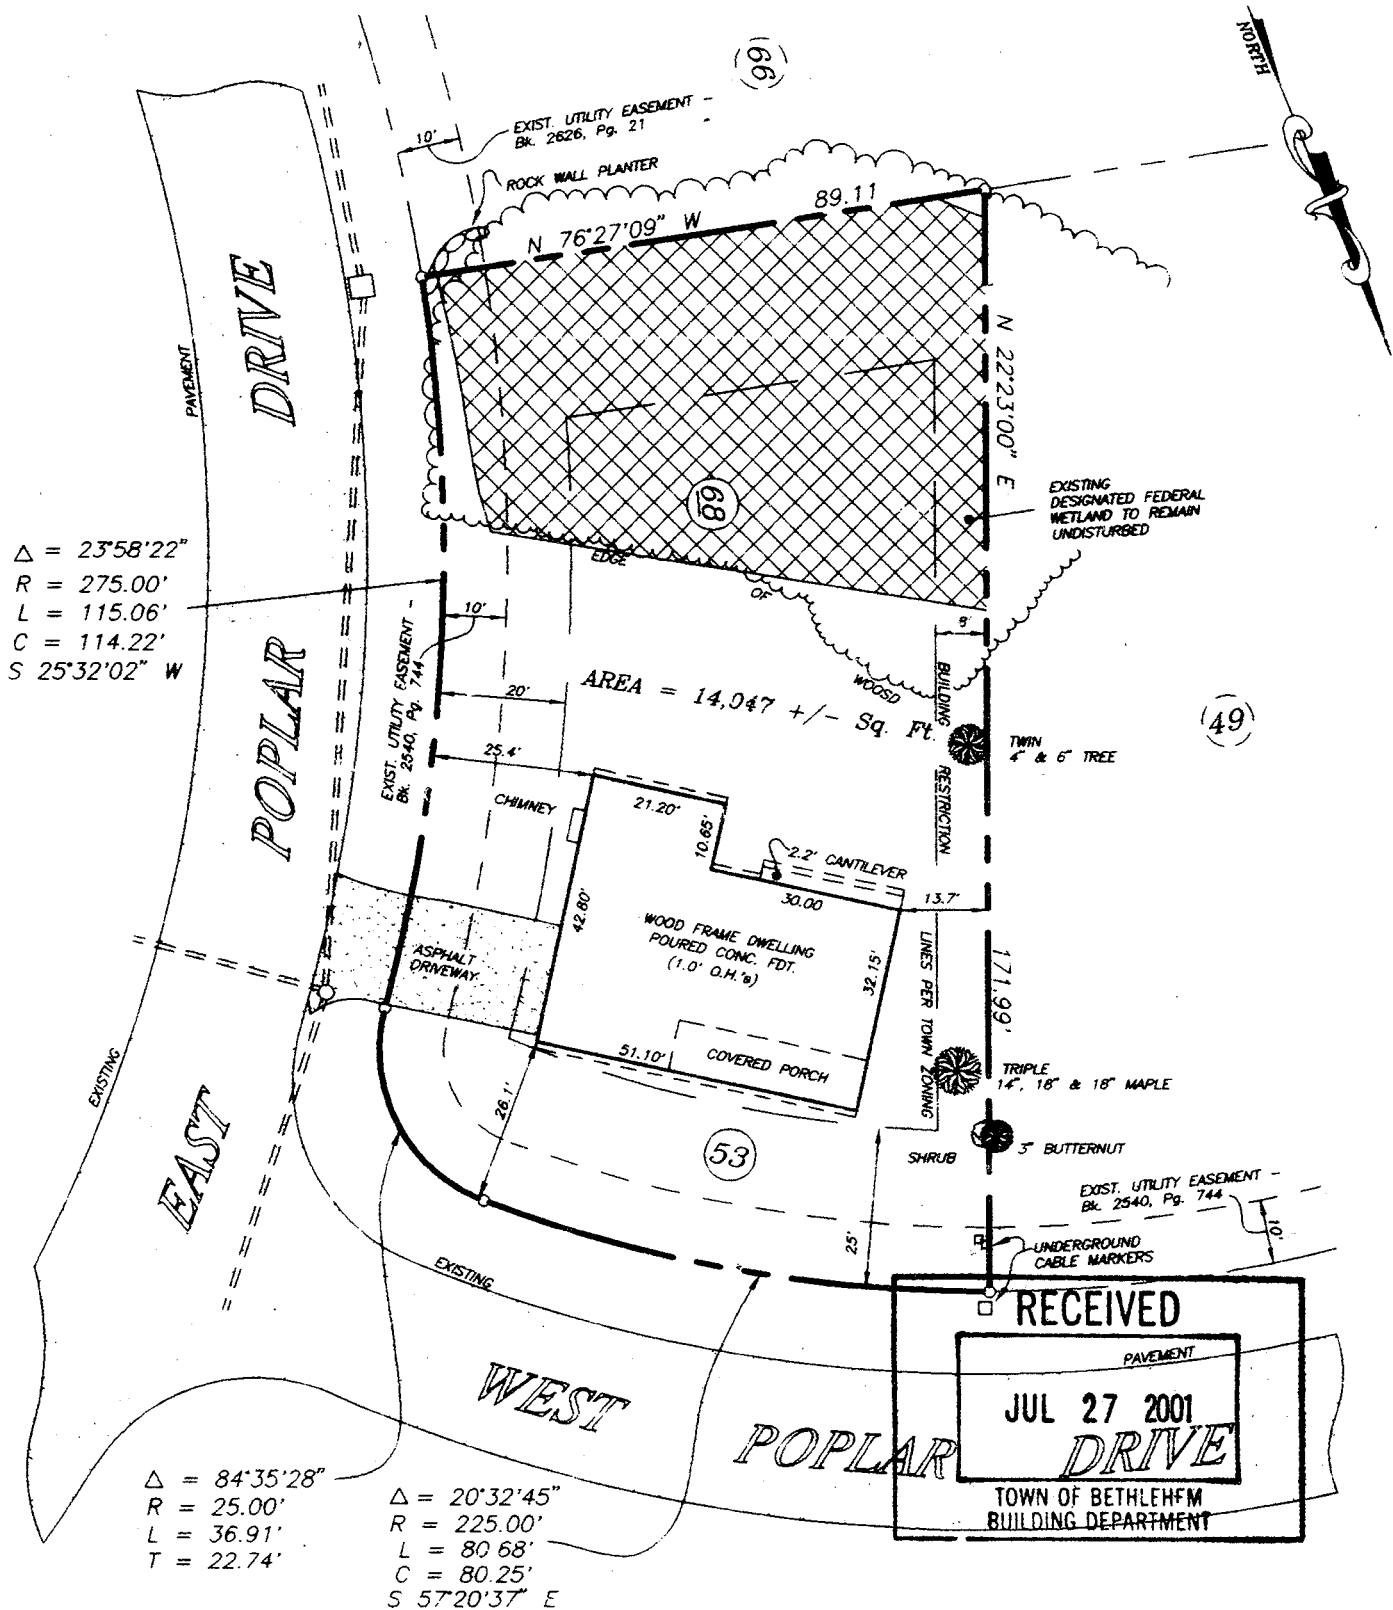 66
NORTH
EXIST. UTILITY EASEMENT -
Bk. 2626, Pg. 21
10'
ROCK WALL PLANTER
89.11
N 76°27'09" W
DRIVE
PAVEMENT
N 22°23'00" E
68
EXISTING
DESIGNATED FEDERAL
WETLAND TO REMAIN
UNDISTURBED
Δ = 23°58'22"
R = 275.00'
L = 115.06'
C = 114.22'
S 25°32'02" W
EDGE
OF
WOOSD
10'
EXIST. UTILITY EASEMENT -
Bk. 2540, Pg. 744
20'
AREA = 14,047 +/- Sq. Ft.
BUILDING
RESTRICTION
LINES PER TOWN ZONING
49
TWIN
4" & 6" TREE
POPLAR
25.4'
CHIMNEY
21.20'
10.65'
2.2' CANTILEVER
30.00
13.7'
42.80'
WOOD FRAME DWELLING
POURED CONC. FDT.
(1.0' O.H.'s)
32.15'
ASPHALT
DRIVEWAY
171.99'
51.10'
COVERED PORCH
TRIPLE
14", 18" & 18" MAPLE
EXISTING
EAST
26.1'
53
SHRUB
3" BUTTERNUT
EXIST. UTILITY EASEMENT -
Bk. 2540, Pg. 744
10'
25'
UNDERGROUND
CABLE MARKERS
EXISTING
RECEIVED
PAVEMENT
JUL 27 2001
WEST
POPLAR DRIVE
TOWN OF BETHLEHEM
BUILDING DEPARTMENT
Δ = 84°35'28"
R = 25.00'
L = 36.91'
T = 22.74'
Δ = 20°32'45"
R = 225.00'
L = 80.68'
C = 80.25'
S 57°20'37" E